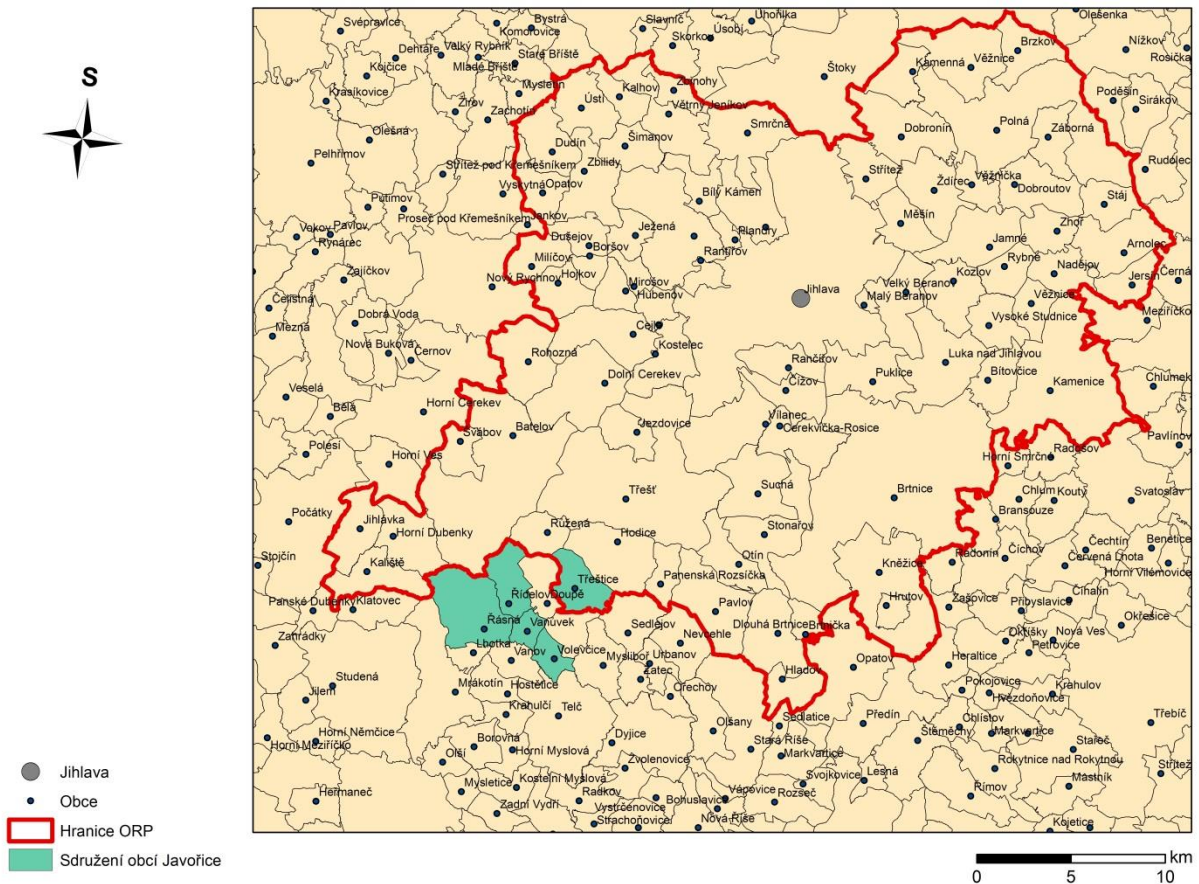 S
Svépravice
Bystrá
Komorovice
Slavníč
Skorkov
Úsobí
Úhořilka
Olešenka
Dehtáře
Velký Rybník
Staré Bříště
Kojčice
Mladé Bříště
Brzkov
Nížkov
Rosička
Štoky
Kamenná
Věžnice
Krasíkovice
Mysletín
Ústí
Kalhov
Zbinohy
Poděšín
Sirákov
Žirov
Zachotín
Větrný Jeníkov
Smrčná
Olešná
Šimanov
Dobronín
Polná
Záborná
Pelhřimov
Dudín
Zbilidy
Střítež pod Křemešníkem
Rudolec
Střítež
Ždírec
Věžnička
Dobroutov
Vyskytná
Opatov
Bílý Kámen
Stáj
Putimov
Proseč pod Křemešníkem
Jankov
Měšín
Zhoř
Vokov
Pavlov
Dušejov
Ježená
Plandry
Jamné
Rynárec
Boršov
Rantířov
Arnolec
Milíčov
Rybné
Nadějov
Zajíčkov
Nový Rychnov
Hojkov
Mirošov
Hubenov
Kozlov
Jersín
Černá
Čelistná
Jihlava
Velký Beranov
Malý Beranov
Věžnice
Dobrá Voda
Vysoké Studnice
Meziříčko
Mezná
Cejle
Nová Buková
Černov
Kostelec
Rohozná
Rančířov
Luka nad Jihlavou
Dolní Cerekev
Puklice
Bítovčice
Chlumek
Veselá
Čížov
Kamenice
Bělá
Horní Cerekev
Vílanec
Cerekvička-Rosice
Švábov
Batelov
Jezdovice
Pavlínov
Polesí
Radošov
Horní Ves
Horní Smrčné
Suchá
Brtnice
Třešť
Chlum
Kouty
Svatoslav
Počátky
Jihlávka
Bransouze
Horní Dubenky
Růžená
Hodice
Stonařov
Čechtín
Benetice
Stojčín
Otín
Radonín
Číchov
Červená Lhota
Kaliště
Třeštice
Panenská Rozsíčka
Kněžice
Horní Vilémovice
Panské Dubenky
Klatovec
Řídelov
Doupě
Hrutov
Zašovice
Přibyslavice
Číhalín
Pavlov
Okřešice
Řásná
Vanůvek
Sedlejov
Dlouhá Brtnice
Brtnička
Zahrádky
Nevcehle
Okříšky
Nová Ves
Petrovice
Lhotka
Vanov
Volevčice
Mysliboř
Urbanov
Opatov
Heraltice
Studená
Žatec
Hladov
Mrákotín
Hostětice
Pokojovice
Jilem
Ořechov
Hvězdoňovice
Krahulov
Krahulčí
Telč
Sedlatice
Předín
Chlístov
Třebíč
Horní Němčice
Olšany
Štěměchy
Markvartice
Horní Meziříčko
Borovná
Dyjice
Stará Říše
Stařeč
Olší
Horní Myslová
Markvartice
Zvolenovice
Rokytnice nad Rokytnou
Střítež
Kostelní Myslová
Svojkovice
Lesná
Mástník
Heřmaneč
Mysletice
Radkov
Bohuslavice
Vápovice
Rozseč
Římov
Zadní Vydří
Vystrčenovice
Strachoňovice
Nová Říše
Kojetice
Jihlava
Obce
Hranice ORP
Sdružení obcí Javořice
km
0 5 10